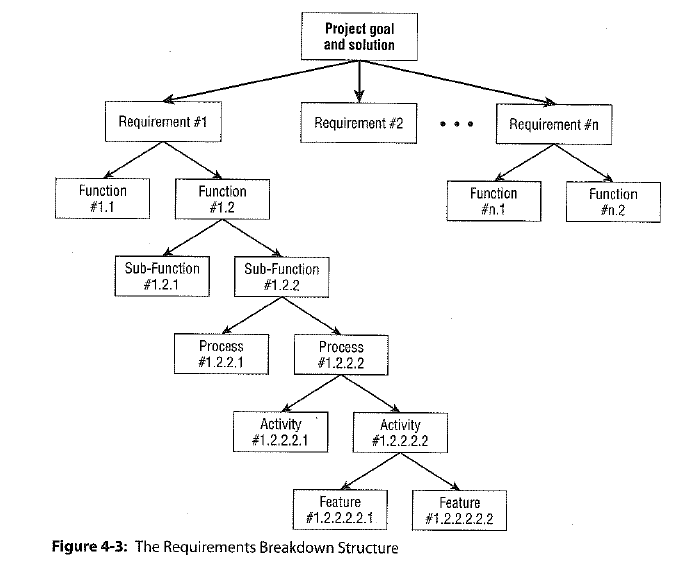 Project goal
and solution
Requirement #1
Requirement #2
• • •
Requirement #n
Function
#1.1
Function
#1.2
Function
#n.1
Function
#n.2
Sub-Function
#1.2.1
Sub-Function
#1.2.2
Process
#1.2.2.1
Process
#1.2.2.2
Activity
#1.2.2.2.1
Activity
#1.2.2.2.2
Feature
#1.2.2.2.2.1
Feature
#1.2.2.2.2.2
Figure 4-3: The Requirements Breakdown Structure